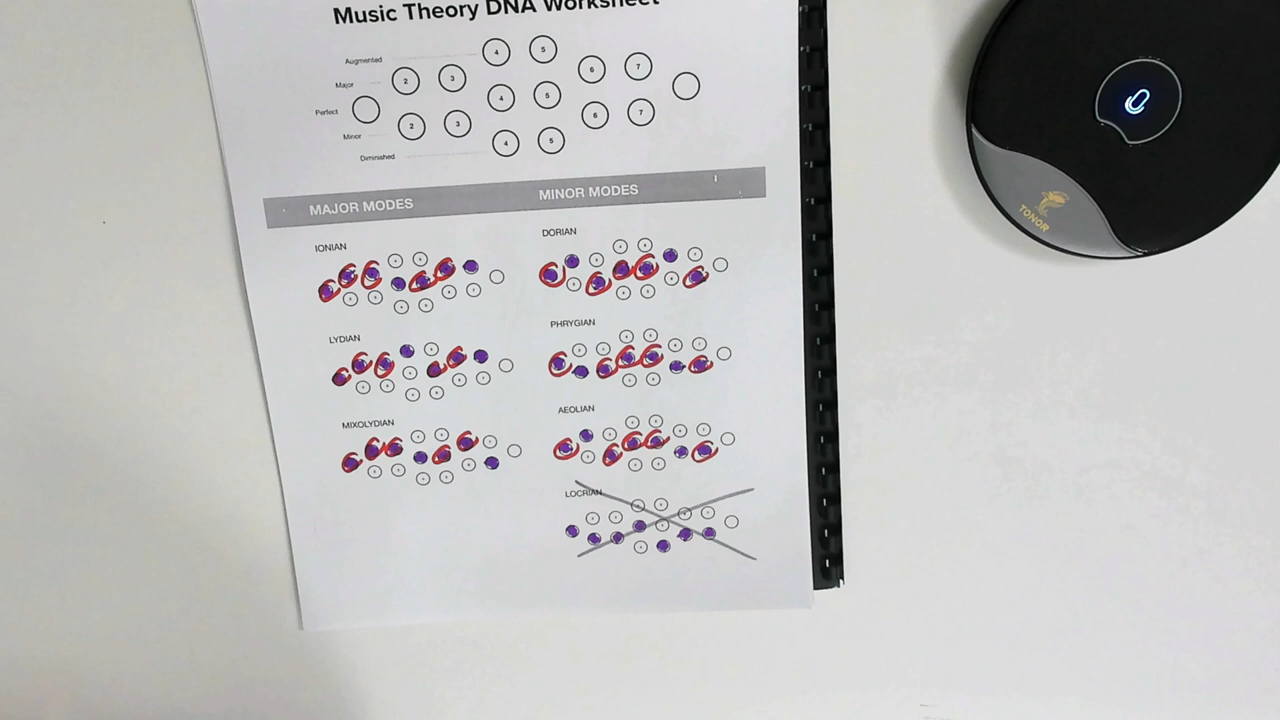 Music Theory DNA Worksheet
Augmented 4 5
Major 2 3 6 7
Perfect 4 5
Minor 2 3 6 7
Diminished 4 5
MAJOR MODES MINOR MODES
IONIAN DORIAN
LYDIAN PHRYGIAN
MIXOLYDIAN AEOLIAN
LOCRIAN
TONOR